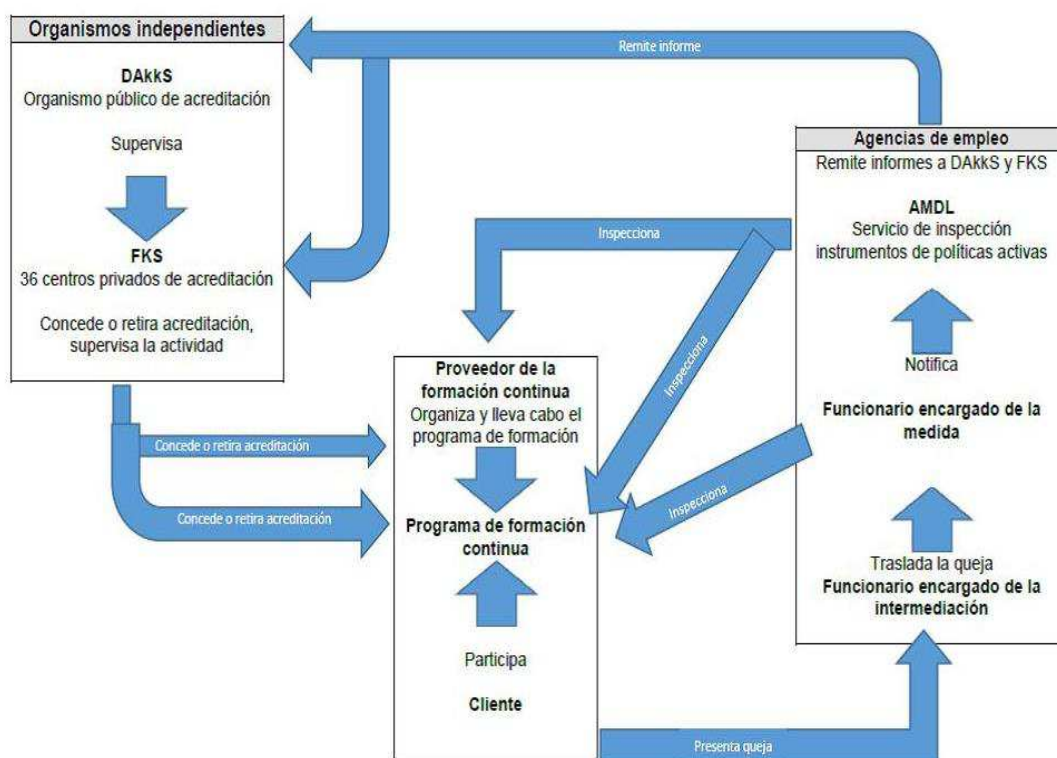 Organismos independientes
DAkkS
Organismo público de acreditación
Supervisa
FKS
36 centros privados de acreditación
Concede o retira acreditación,
supervisa la actividad
Remite informe
Agencias de empleo
Remite informes a DAkkS y FKS
AMDL
Servicio de inspección
instrumentos de políticas activas
Notifica
Funcionario encargado de la
medida
Traslada la queja
Funcionario encargado de la
intermediación
Inspecciona
Inspecciona
Inspecciona
Concede o retira acreditación
Concede o retira acreditación
Proveedor de la
formación continua
Organiza y lleva cabo el
programa de formación
Programa de formación
continua
Participa
Cliente
Presenta queja